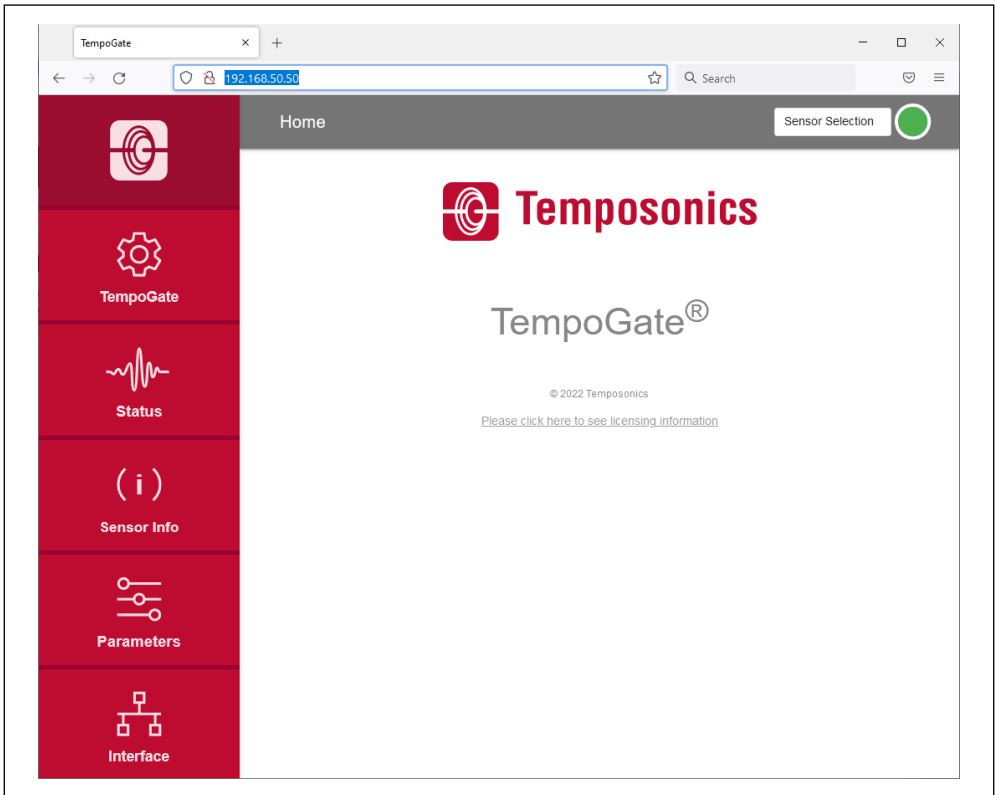 TempoGate
192.168.50.50
Search
Home
Sensor Selection
Temposonics
TempoGate
TempoGate®
Status
© 2022 Temposonics
Please click here to see licensing information
(i)
Sensor Info
Parameters
Interface